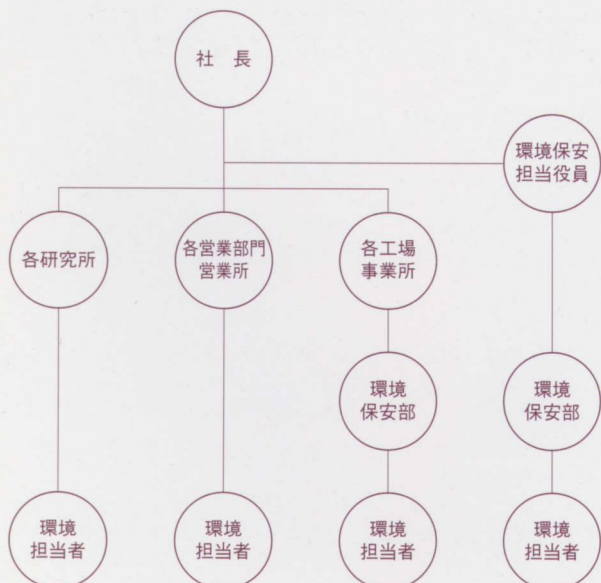 社 長
環境保安
担当役員
各研究所
各営業部門
営業所
各工場
事業所
環境
保安部
環境
保安部
環境
担当者
環境
担当者
環境
担当者
環境
担当者